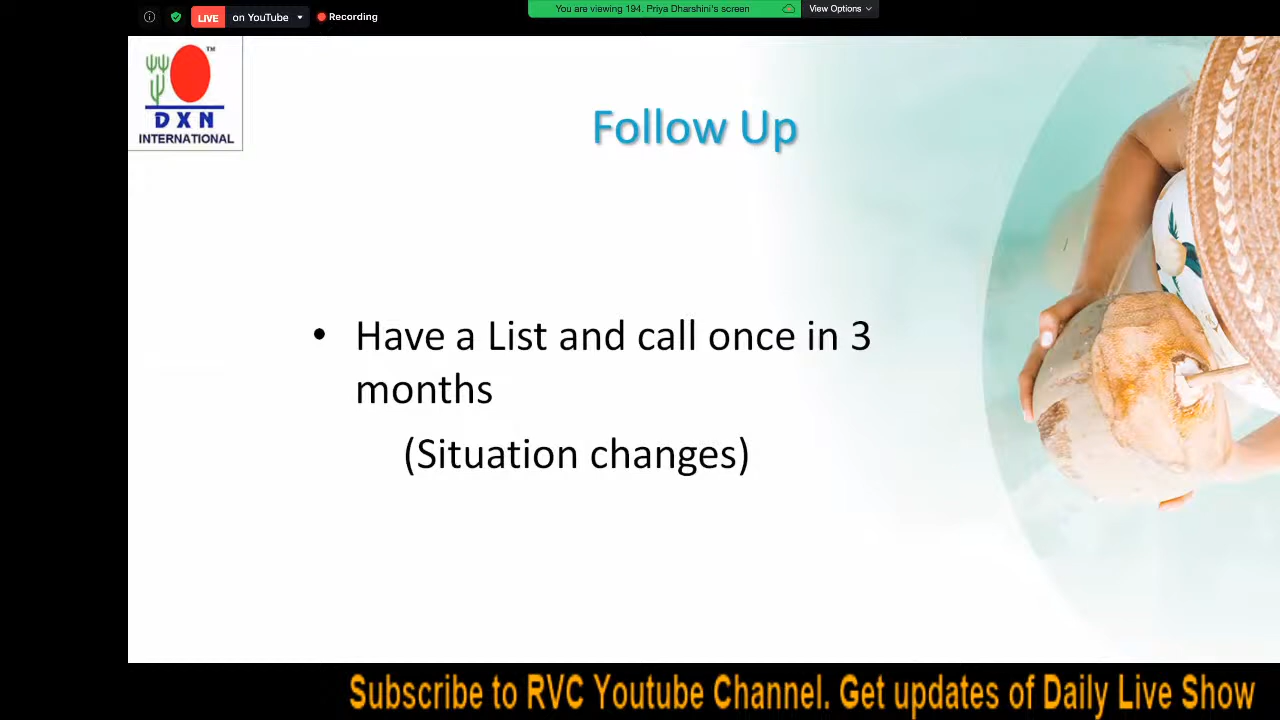 LIVE on YouTube
Recording
You are viewing 194. Priya Dharshini's screen
View Options
TM
DXN
INTERNATIONAL
Follow Up
• Have a List and call once in 3
months
(Situation changes)
Subscribe to RVC Youtube Channel. Get updates of Daily Live Show